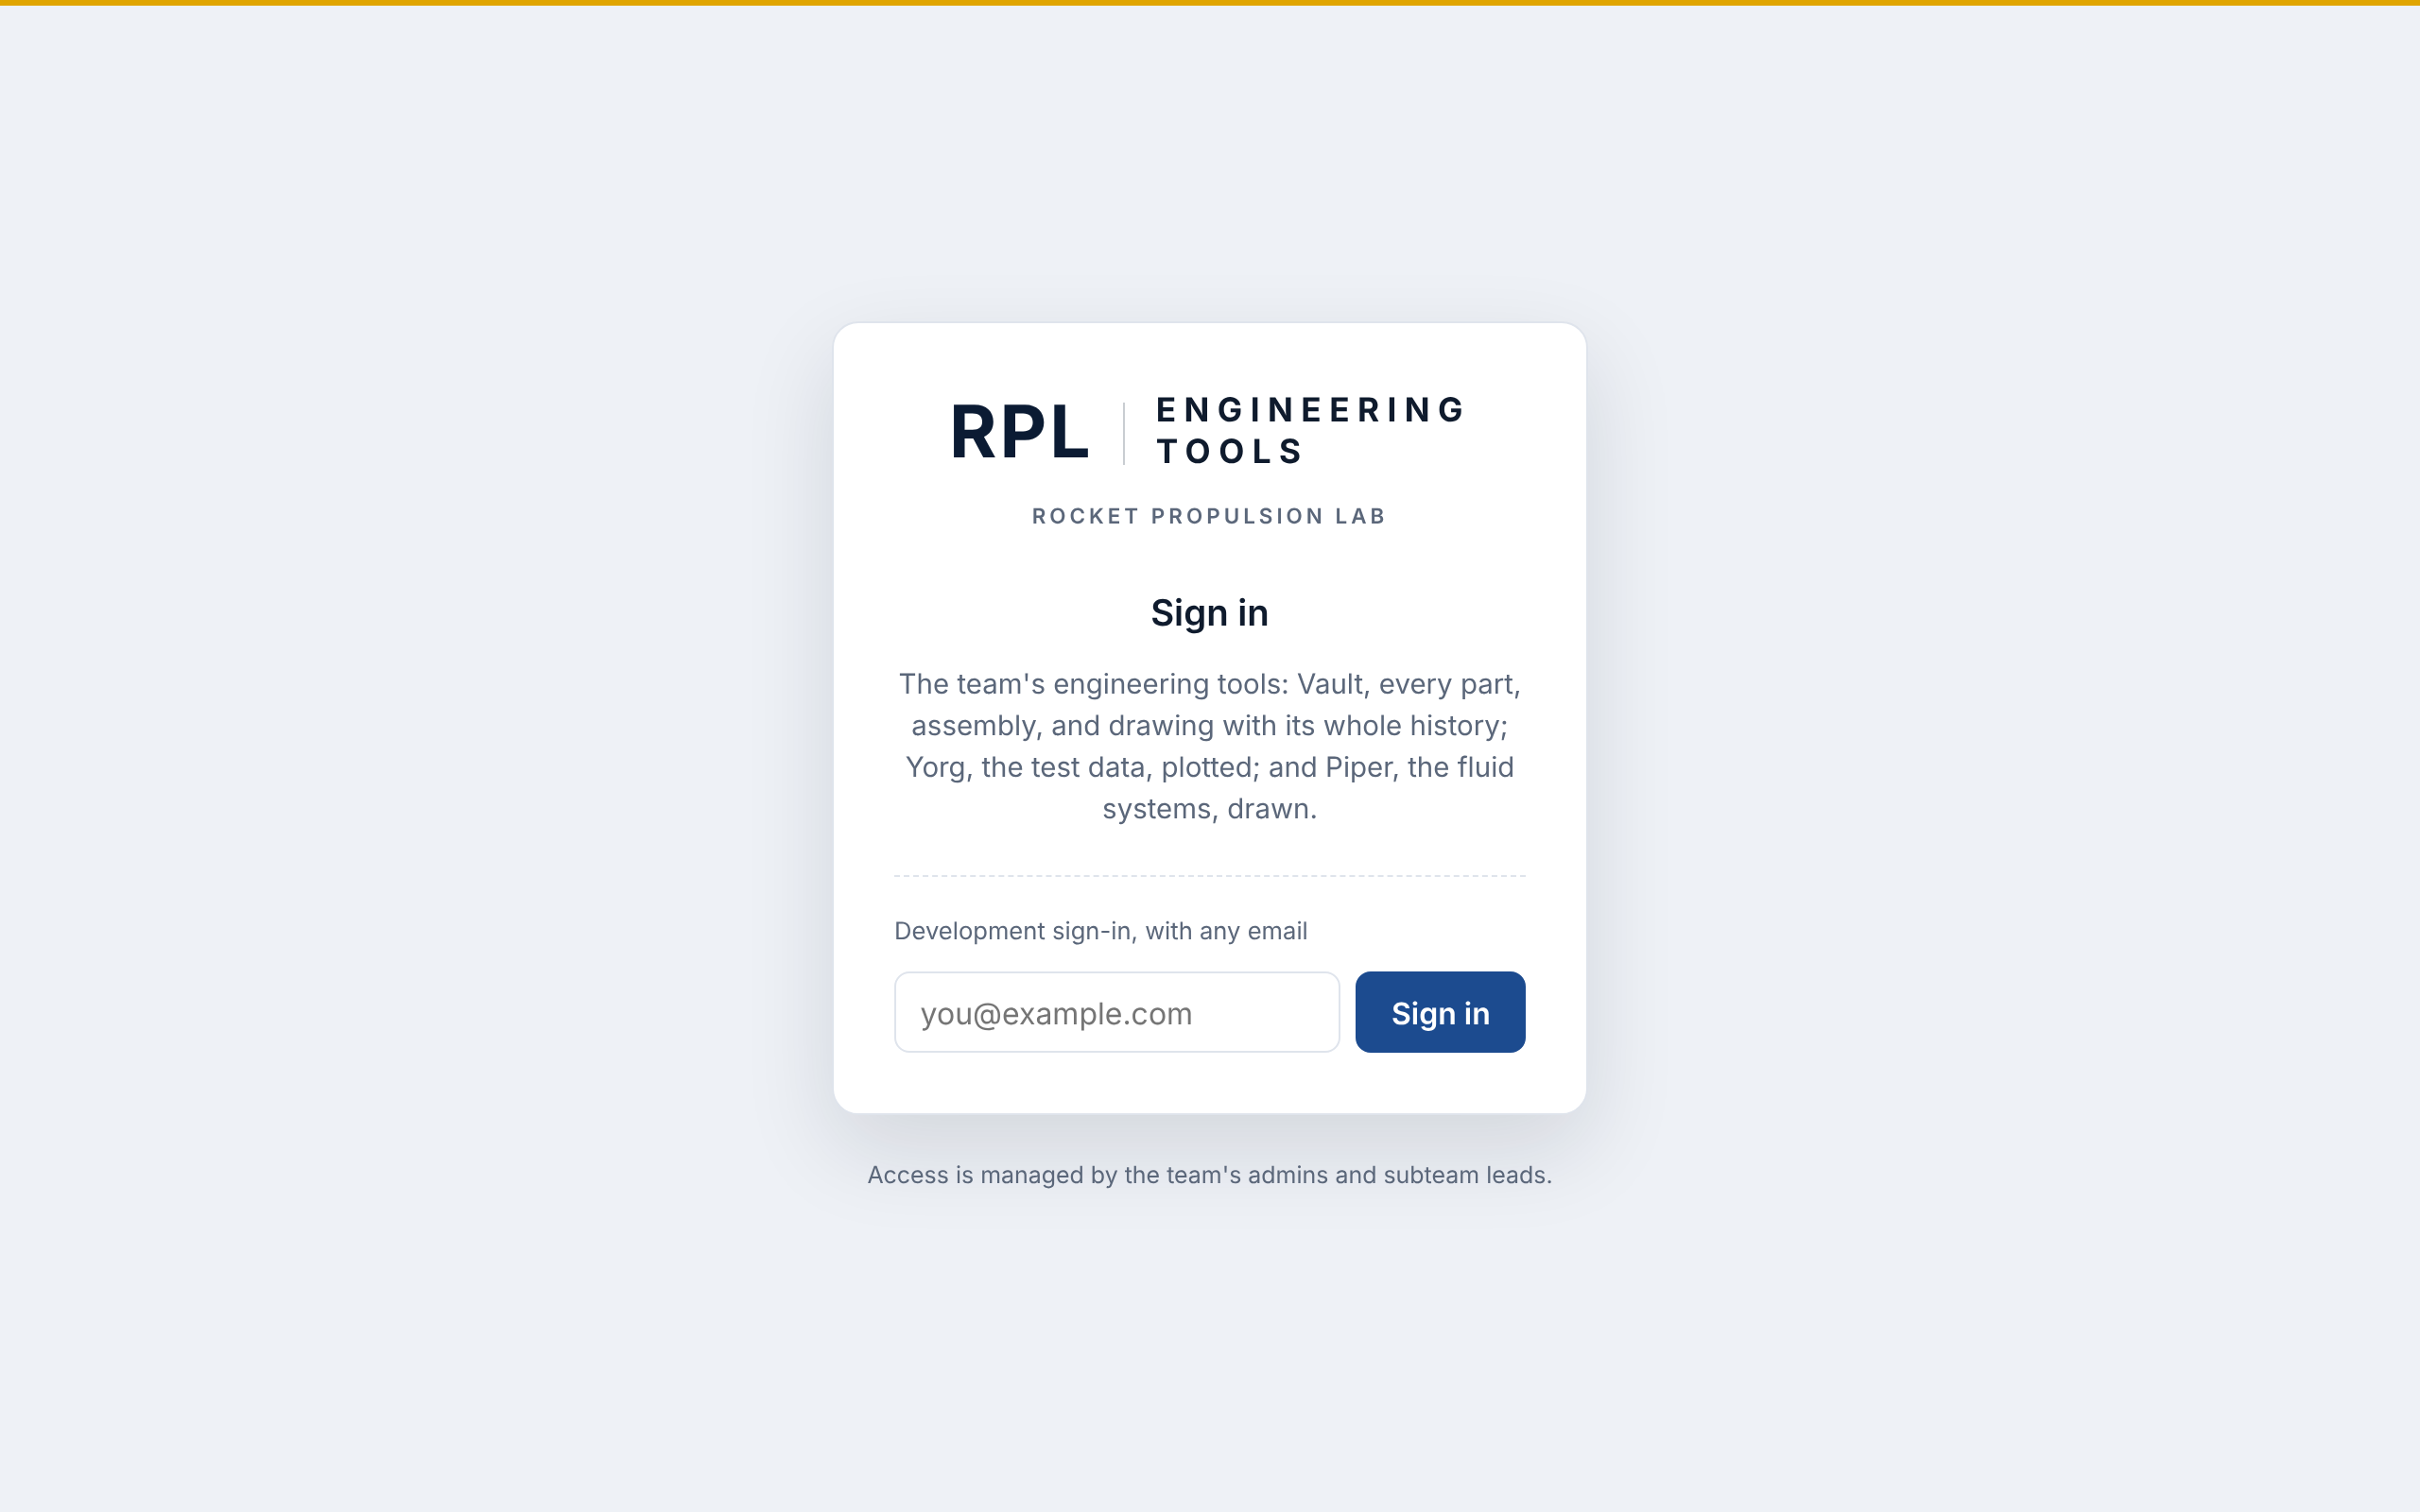 RPL
ENGINEERING
TOOLS
ROCKET PROPULSION LAB
Sign in
The team's engineering tools: Vault, every part,
assembly, and drawing with its whole history;
Yorg, the test data, plotted; and Piper, the fluid
systems, drawn.
Development sign-in, with any email
you@example.com
Sign in
Access is managed by the team's admins and subteam leads.